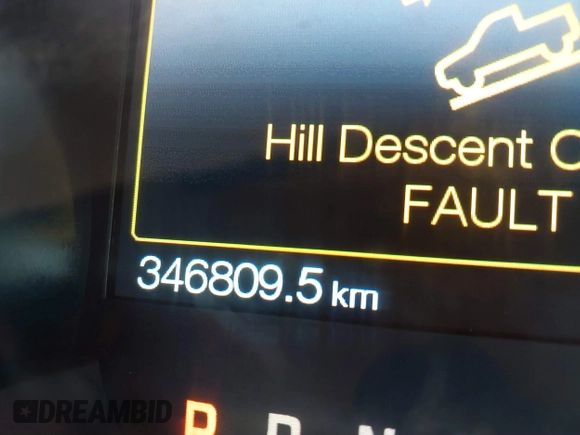 Hill Descent C
FAULT
346809.5 km
P R N
DREAMBID